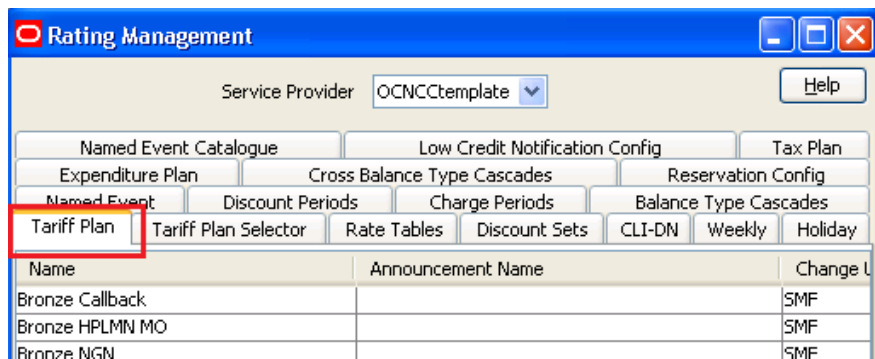 Rating Management
Service Provider OCNCCtemplate Help
Named Event Catalogue Low Credit Notification Config Tax Plan
Expenditure Plan Cross Balance Type Cascades Reservation Config
Named Event Discount Periods Charge Periods Balance Type Cascades
Tariff Plan Tariff Plan Selector Rate Tables Discount Sets CLI-DN Weekly Holiday
Name Announcement Name Change
Bronze Callback SMF
Bronze HPLMN MO SMF
Bronze NGN SMF